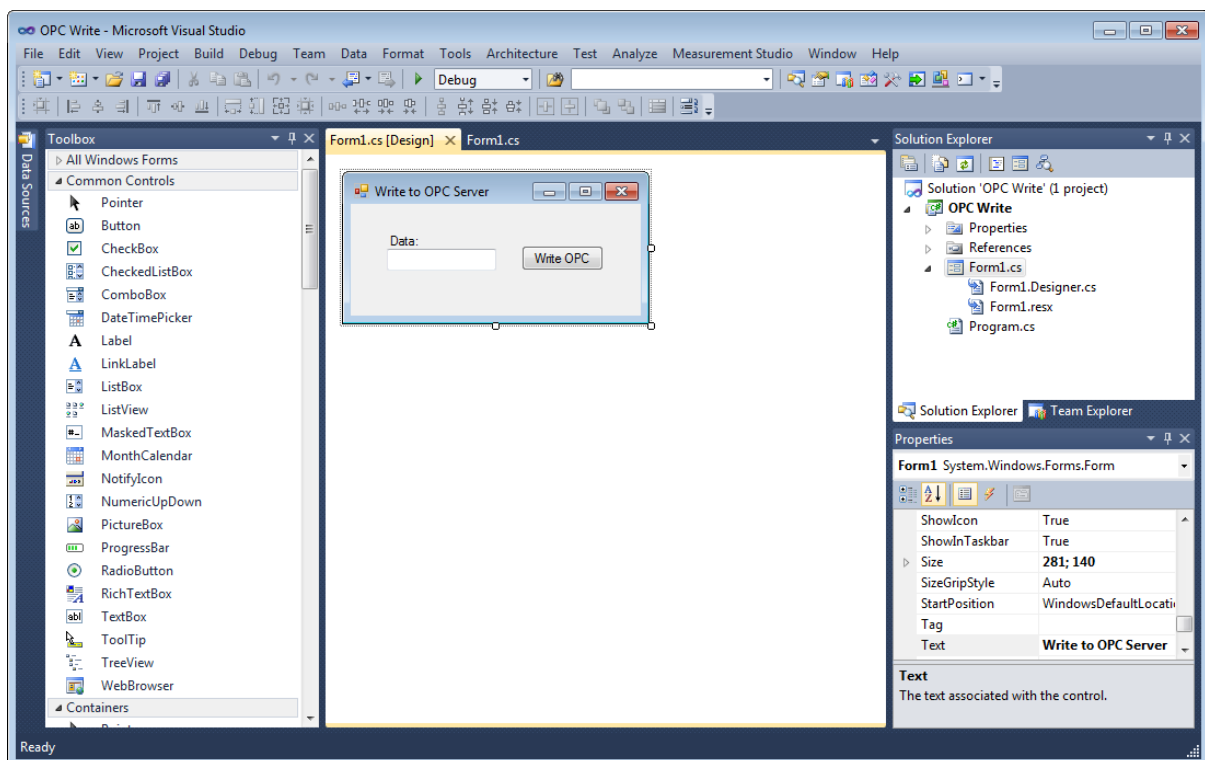 OPC Write - Microsoft Visual Studio
File Edit View Project Build Debug Team Data Format Tools Architecture Test Analyze Measurement Studio Window Help
Debug
Data Sources
Toolbox
All Windows Forms
Common Controls
Pointer
Button
CheckBox
CheckedListBox
ComboBox
DateTimePicker
Label
LinkLabel
ListBox
ListView
MaskedTextBox
MonthCalendar
NotifyIcon
NumericUpDown
PictureBox
ProgressBar
RadioButton
RichTextBox
TextBox
ToolTip
TreeView
WebBrowser
Containers
Form1.cs [Design] Form1.cs
Write to OPC Server
Data:
Write OPC
Solution Explorer
Solution 'OPC Write' (1 project)
OPC Write
Properties
References
Form1.cs
Form1.Designer.cs
Form1.resx
Program.cs
Solution Explorer Team Explorer
Properties
Form1 System.Windows.Forms.Form
ShowIcon True
ShowInTaskbar True
Size 281; 140
SizeGripStyle Auto
StartPosition WindowsDefaultLocati
Tag
Text Write to OPC Server
Text
The text associated with the control.
Ready